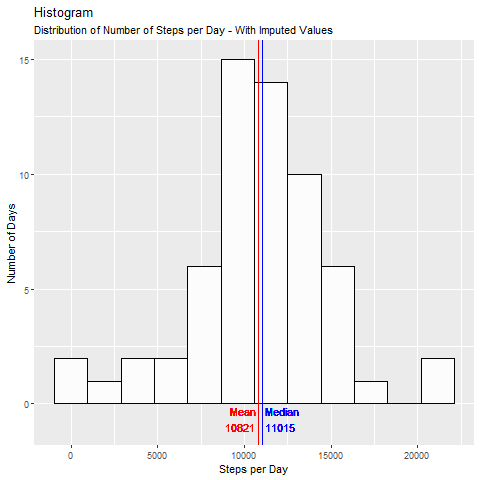 Histogram
Distribution of Number of Steps per Day - With Imputed Values
Number of Days
15
10
5
0
Mean Median
10821 11015
0 5000 10000 15000 20000
Steps per Day